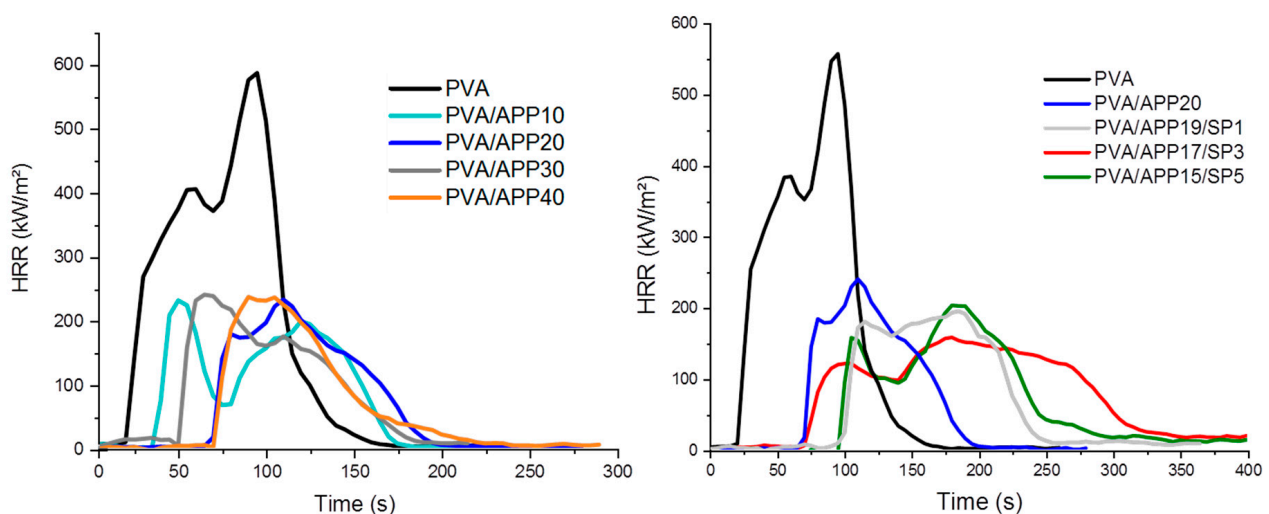 600
500
400
300
200
100
0
HRR (kW/m²)
0 50 100 150 200 250 300
Time (s)
PVA
PVA/APP10
PVA/APP20
PVA/APP30
PVA/APP40
600
500
400
300
200
100
0
HRR (kW/m²)
0 50 100 150 200 250 300 350 400
Time (s)
PVA
PVA/APP20
PVA/APP19/SP1
PVA/APP17/SP3
PVA/APP15/SP5